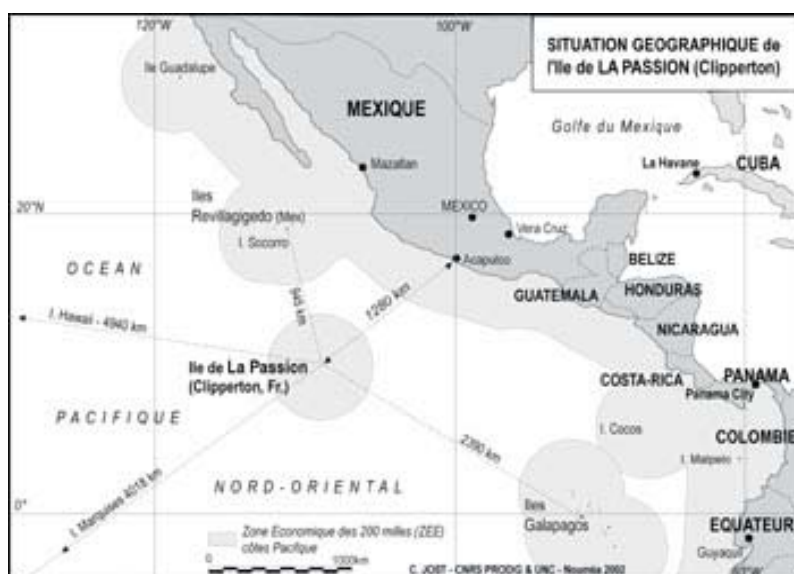 120°W
100°W
SITUATION GEOGRAPHIQUE de
l'Ile de LA PASSION (Clipperton)
Ile Guadalupe
MEXIQUE
Golfe du Mexique
Mazatlan
La Havane
CUBA
20°N
Iles
Revillagigedo (Mex)
I. Socorro
MEXICO
Vera Cruz
Acapulco
BELIZE
OCEAN
GUATEMALA
HONDURAS
945 km
1280 km
I. Hawaii - 4940 km
NICARAGUA
Ile de La Passion
(Clipperton, Fr.)
COSTA-RICA
PANAMA
Panama City
PACIFIQUE
I. Cocos
COLOMBIE
2390 km
I. Malpelo
I. Marquises 4018 km
NORD-ORIENTAL
0°
Iles
Galapagos
EQUATEUR
Guyaquil
Zone Economique des 200 milles (ZEE)
côtes Pacifique
0
1000km
C. JOST - CNRS PRODIG & UNC - Nouméa 2002